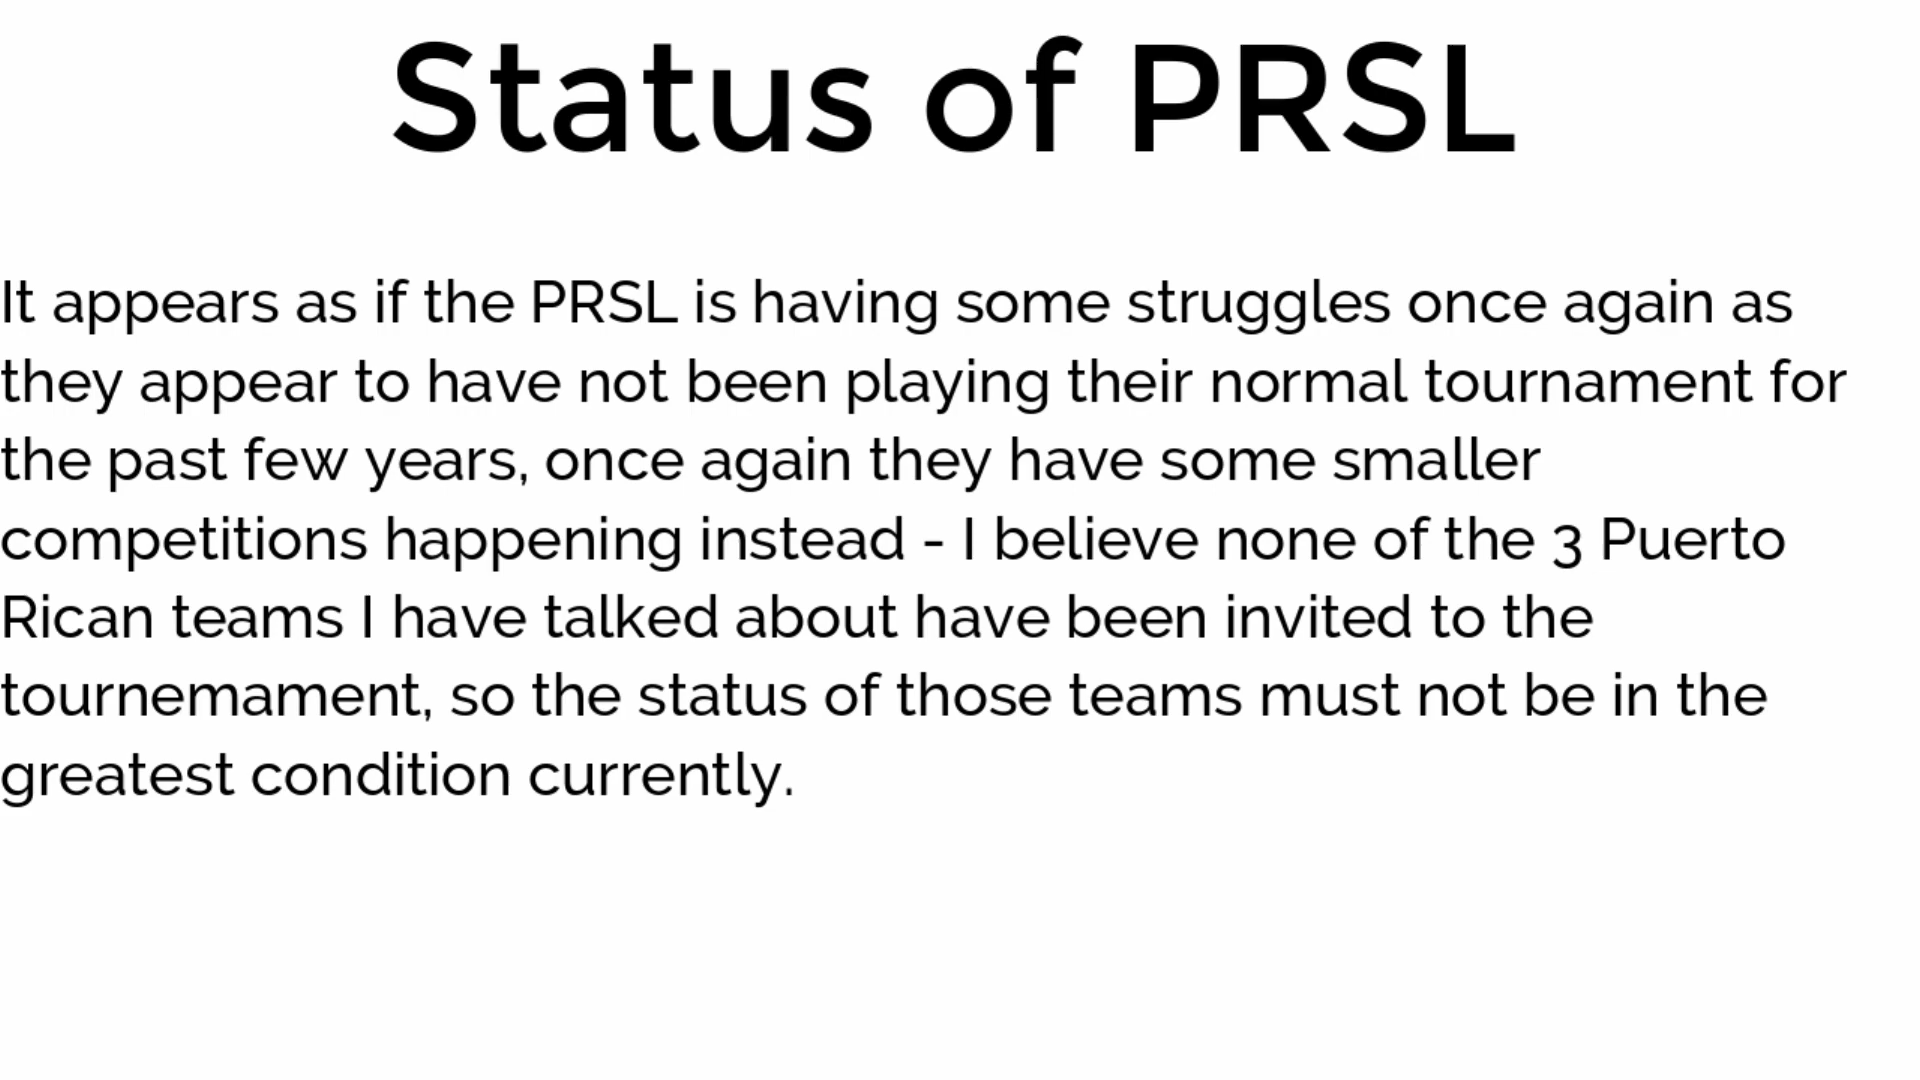 Status of PRSL
It appears as if the PRSL is having some struggles once again as
they appear to have not been playing their normal tournament for
the past few years, once again they have some smaller
competitions happening instead - I believe none of the 3 Puerto
Rican teams I have talked about have been invited to the
tournemament, so the status of those teams must not be in the
greatest condition currently.